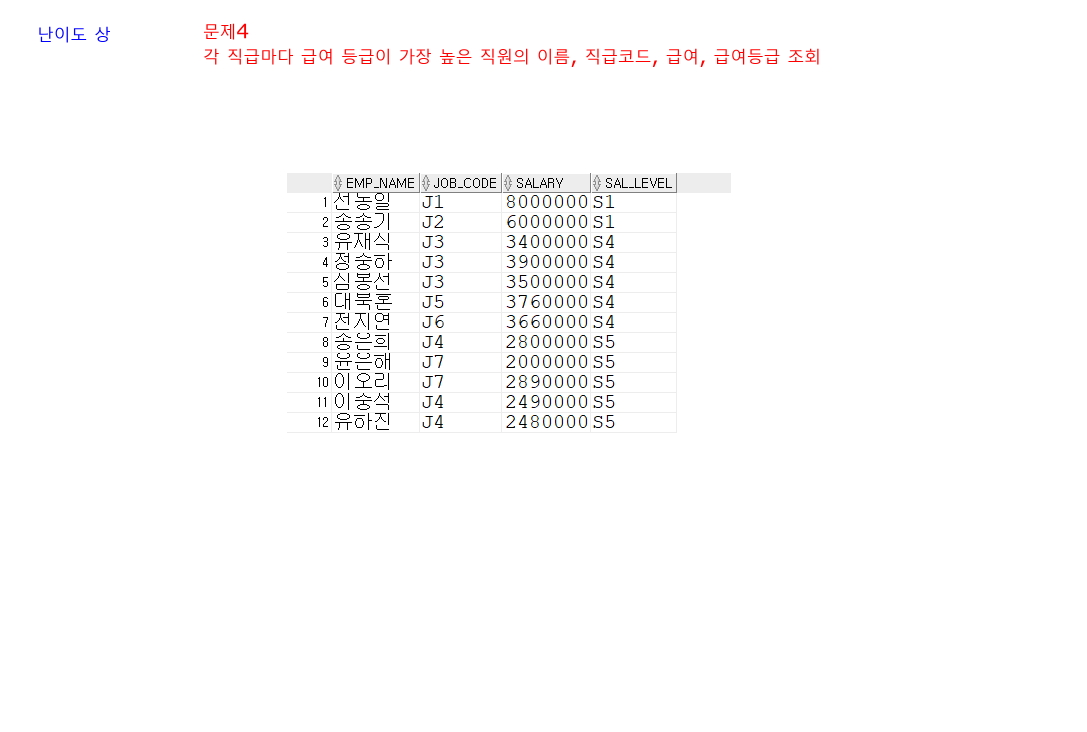 난이도 상
문제4
각 직급마다 급여 등급이 가장 높은 직원의 이름, 직급코드, 급여, 급여등급 조회
EMP_NAME JOB_CODE SALARY SAL_LEVEL
1 선동일 J1 8000000 S1
2 송종기 J2 6000000 S1
3 유재식 J3 3400000 S4
4 정중하 J3 3900000 S4
5 심봉선 J3 3500000 S4
6 대북혼 J5 3760000 S4
7 전지연 J6 3660000 S4
8 송은희 J4 2800000 S5
9 윤은해 J7 2000000 S5
10 이오리 J7 2890000 S5
11 이중석 J4 2490000 S5
12 유하진 J4 2480000 S5